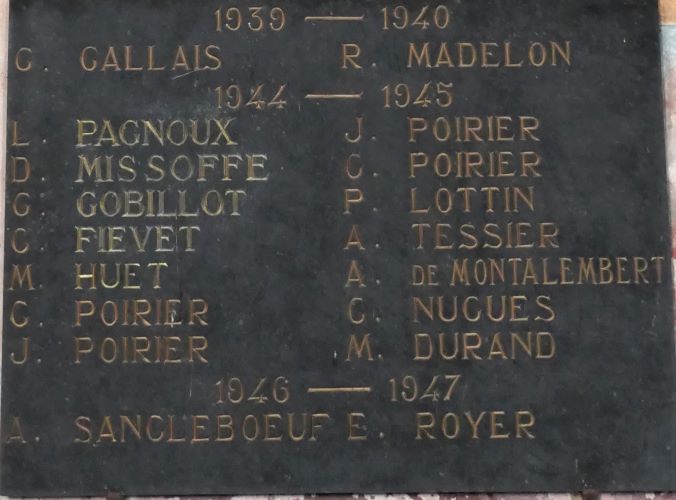 1939 — 1940
G. GALLAIS R. MADELON
1944 — 1945
L. PAGNOUX J. POIRIER
D. MISSOFFE C. POIRIER
G. GOBILLOT P. LOTTIN
C. FIEVET A. TESSIER
M. HUET A. DE MONTALEMBERT
C. POIRIER C. NUGUES
J. POIRIER M. DURAND
1946 — 1947
A. SANCLEBOEUF E. ROYER